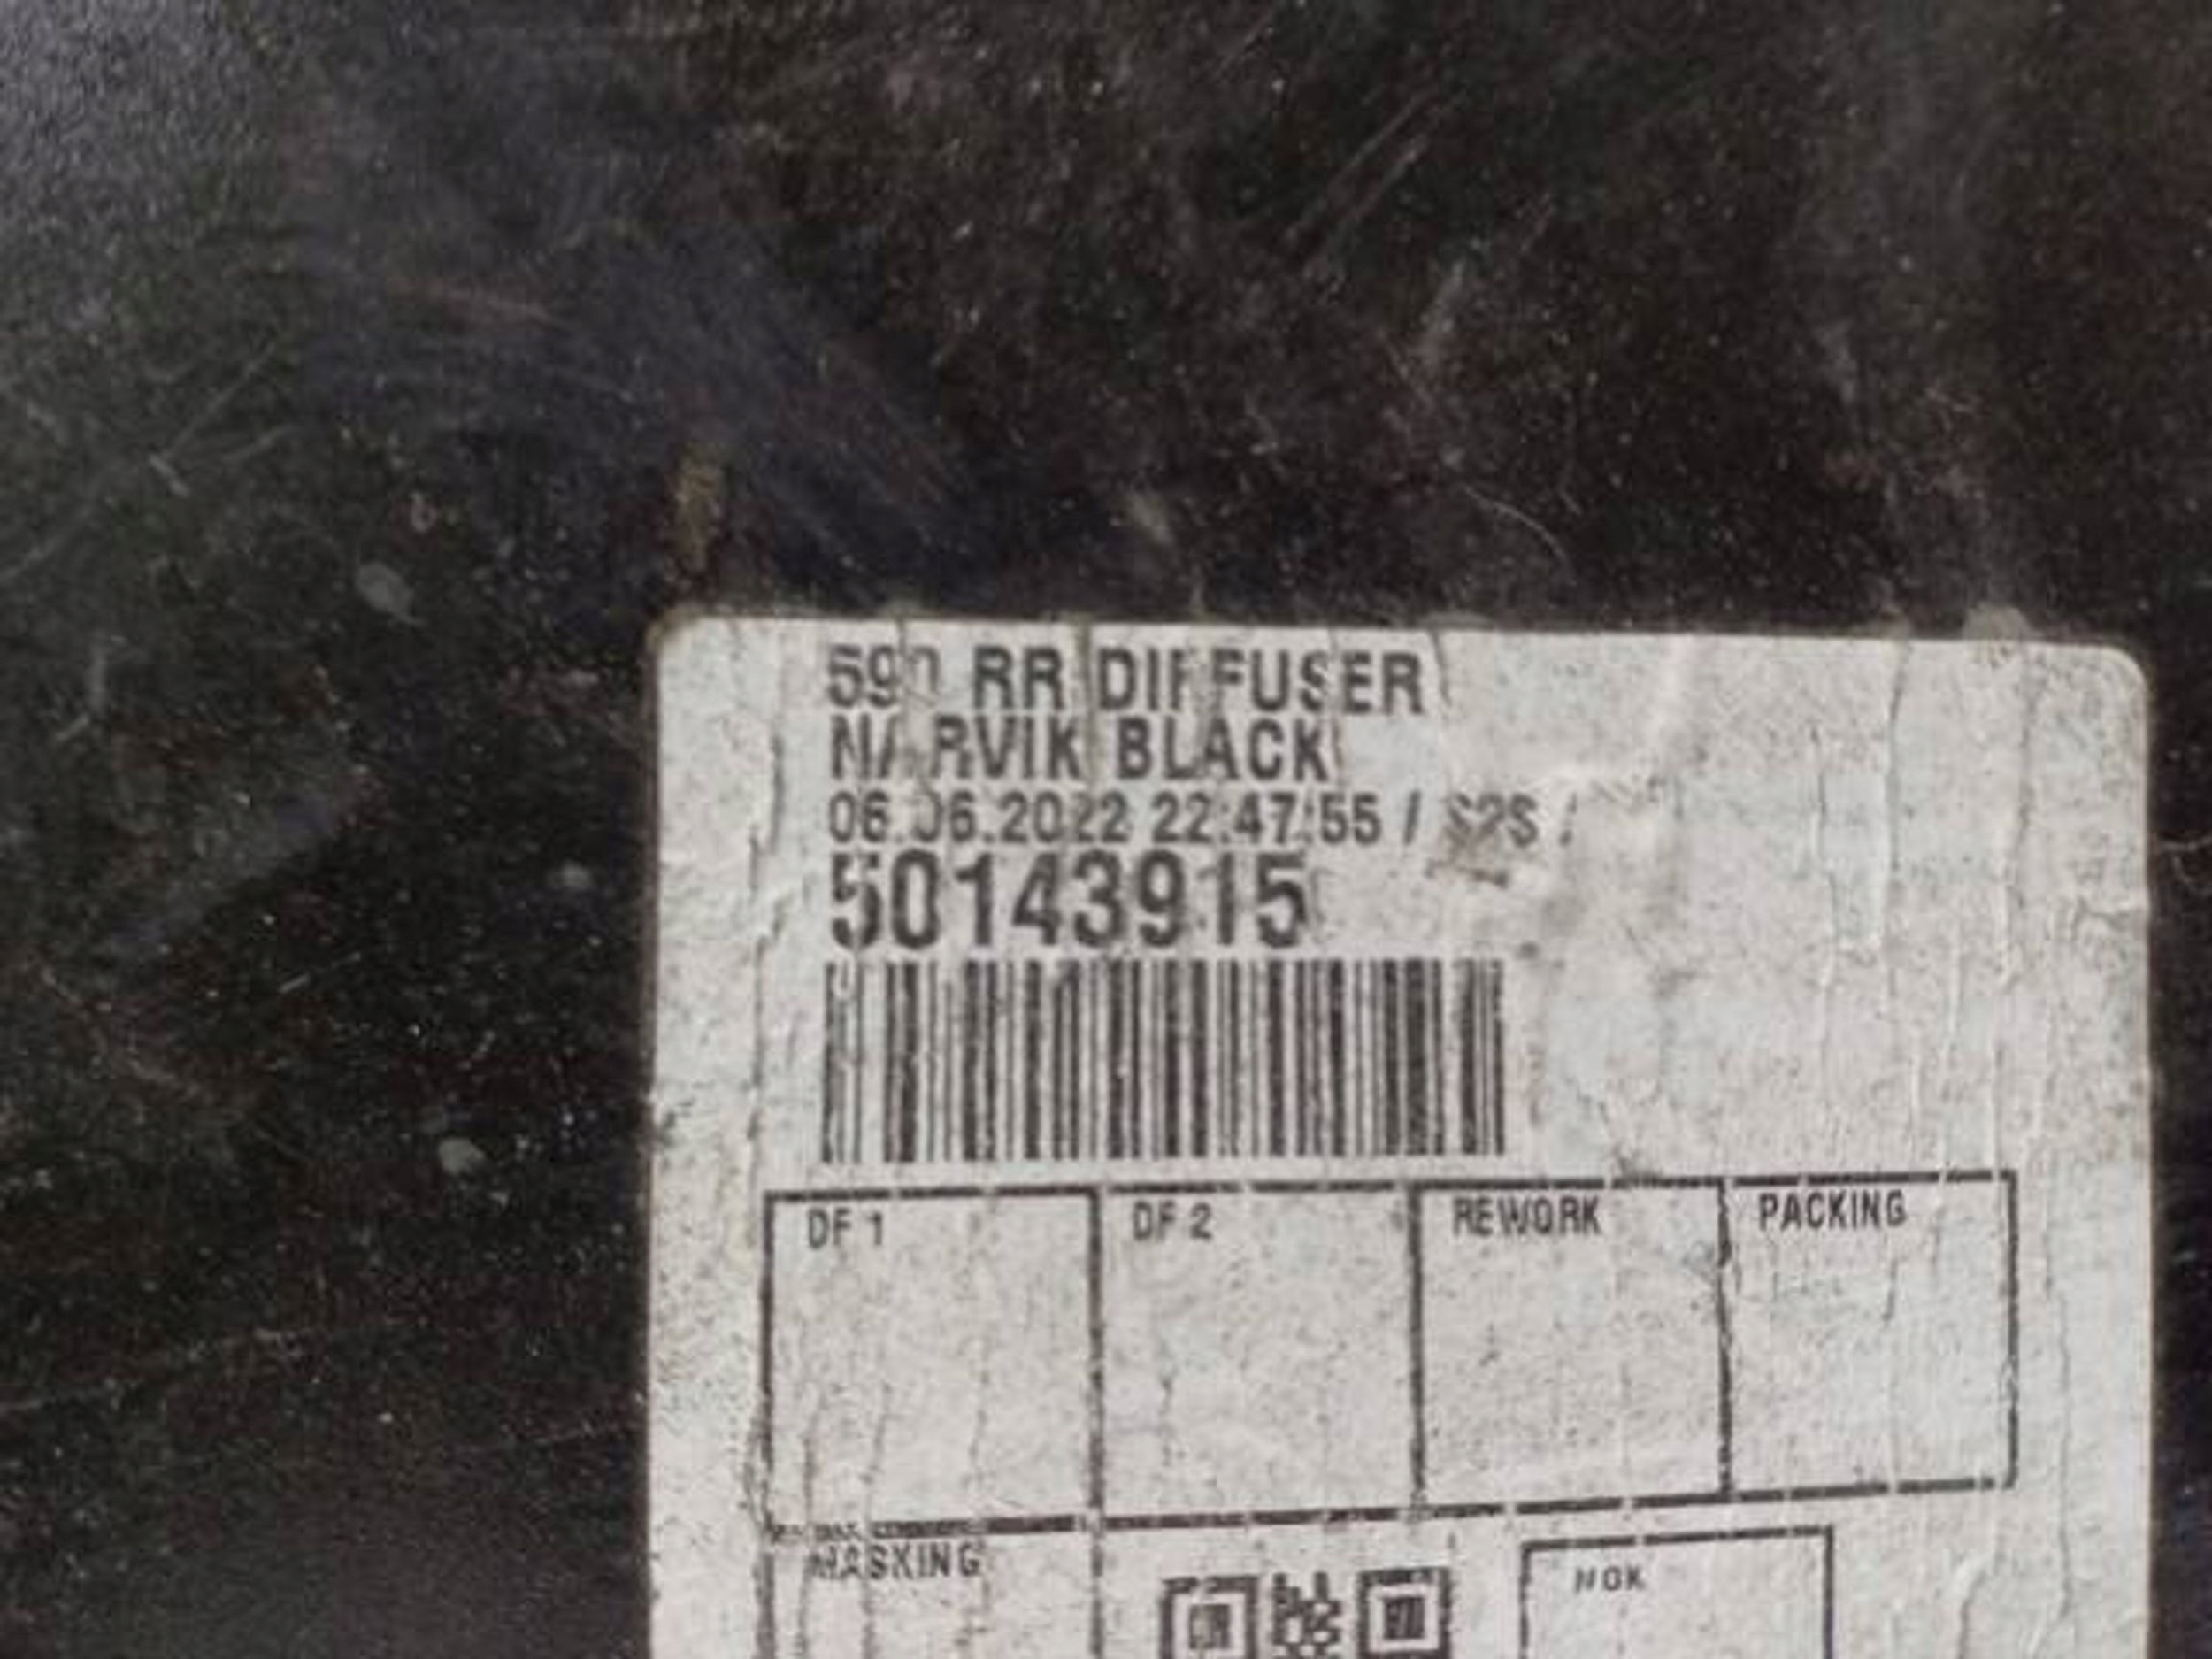 590 RR DIFFUSER
NARVIK BLACK
06.06.2022 22:47:55 / S2S /
50143915
DF 1
DF 2
REWORK
PACKING
MASKING
NOK